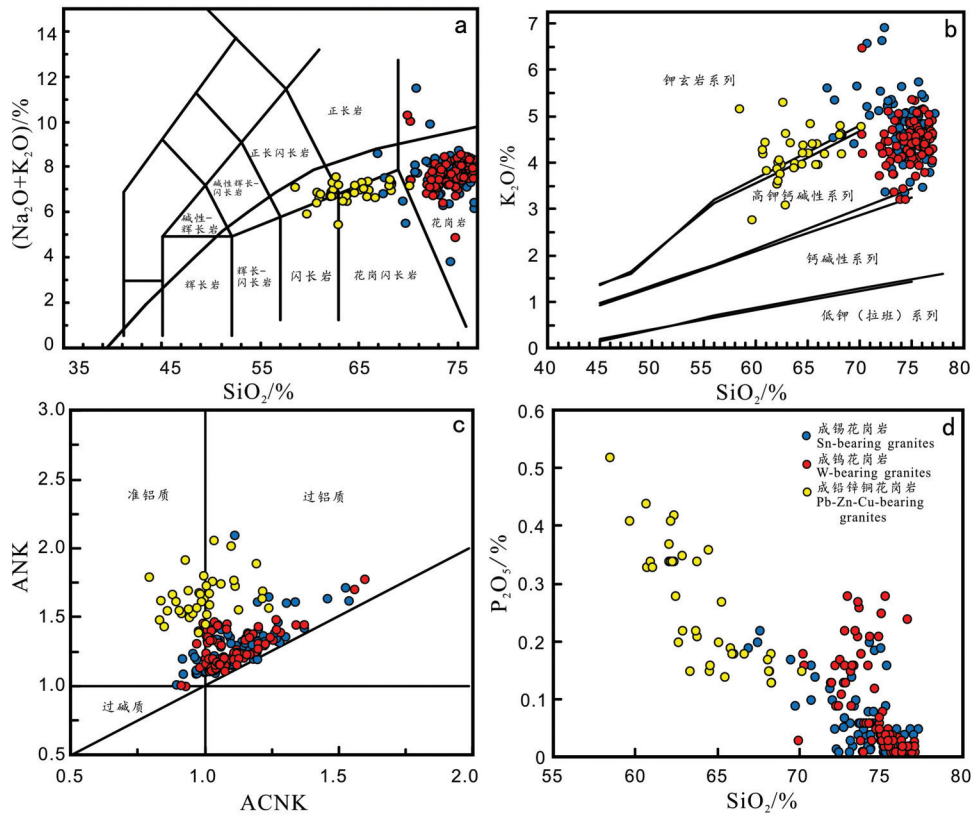 a
(Na₂O+K₂O)/%
14
12
10
8
6
4
2
0
正长岩
正长闪长岩
碱性辉长-
闪长岩
碱性-
辉长岩
辉长岩
辉长-
闪长岩
闪长岩
花岗闪长岩
花岗岩
35
45
55
65
75
SiO₂/%
b
K₂O/%
7
6
5
4
3
2
1
0
钾玄岩系列
高钾钙碱性系列
钙碱性系列
低钾（拉班）系列
40
45
50
55
60
65
70
75
80
SiO₂/%
c
ANK
3.0
2.5
2.0
1.5
1.0
0.5
准铝质
过铝质
过碱质
0.5
1.0
1.5
2.0
ACNK
d
P₂O₅/%
0.6
0.5
0.4
0.3
0.2
0.1
0
成锡花岗岩
Sn-bearing granites
成钨花岗岩
W-bearing granites
成铅锌铜花岗岩
Pb-Zn-Cu-bearing
granites
55
60
65
70
75
80
SiO₂/%